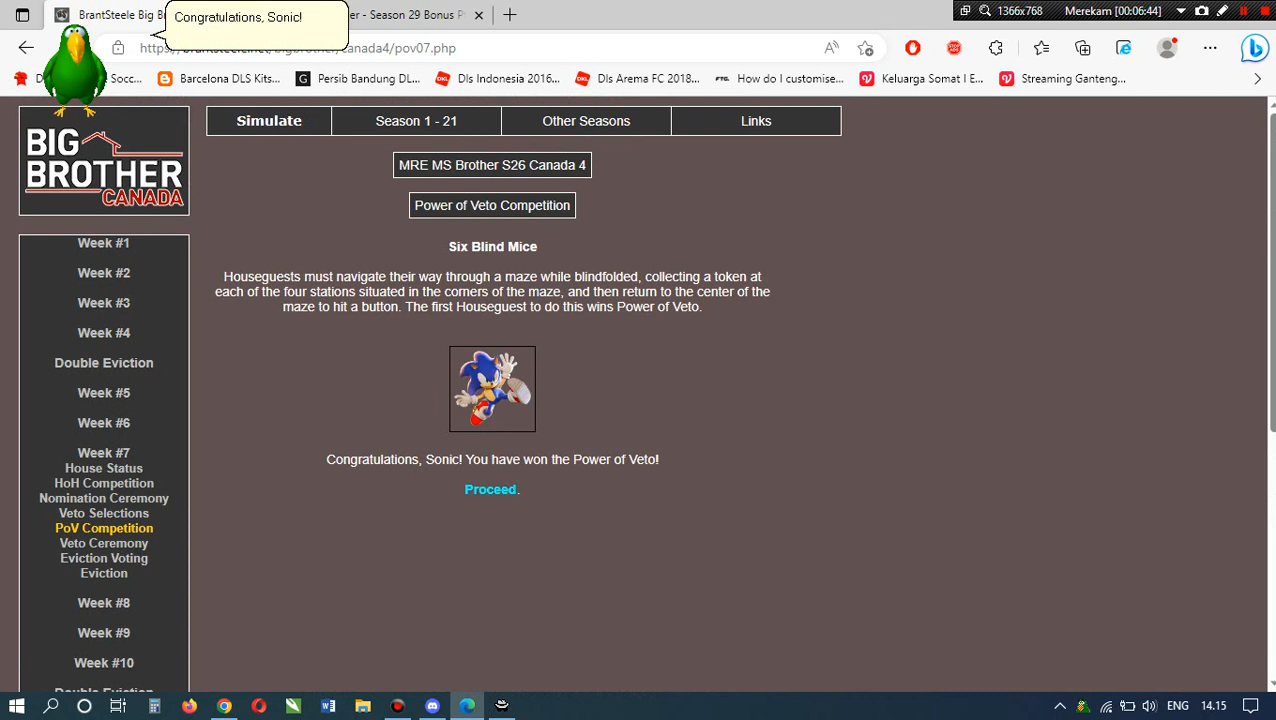 BrantSteele Big Br
er - Season 29 Bonus P
Congratulations, Sonic!
1366x768
Merekam (00:06:44)
/canada4/pov07.php
Barcelona DLS Kits...
Persib Bandung DL...
Dls Indonesia 2016...
Dls Arema FC 2018...
How do I customise...
Keluarga Somat I E...
Streaming Ganteng...
BIG
BROTHER
CANADA
Simulate
Season 1 - 21
Other Seasons
Links
MRE MS Brother S26 Canada 4
Power of Veto Competition
Six Blind Mice
Houseguests must navigate their way through a maze while blindfolded, collecting a token at
each of the four stations situated in the corners of the maze, and then return to the center of the
maze to hit a button. The first Houseguest to do this wins Power of Veto.
Congratulations, Sonic! You have won the Power of Veto!
Proceed.
Week #1
Week #2
Week #3
Week #4
Double Eviction
Week #5
Week #6
Week #7
House Status
HoH Competition
Nomination Ceremony
Veto Selections
PoV Competition
Veto Ceremony
Eviction Voting
Eviction
Week #8
Week #9
Week #10
Double Eviction
ENG
14.15